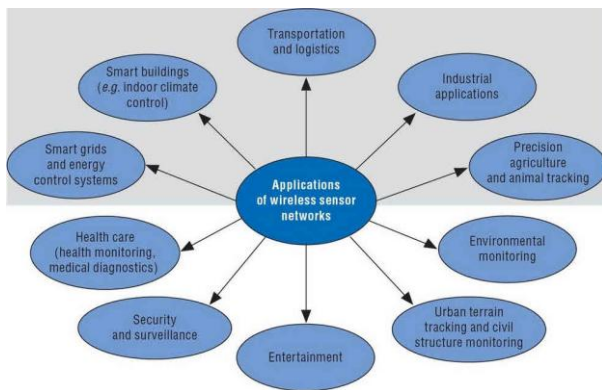 Transportation
and logistics
Smart buildings
(e.g. indoor climate
control)
Industrial
applications
Smart grids
and energy
control systems
Precision
agriculture
and animal tracking
Applications
of wireless sensor
networks
Health care
(health monitoring,
medical diagnostics)
Environmental
monitoring
Security
and surveillance
Entertainment
Urban terrain
tracking and civil
structure monitoring